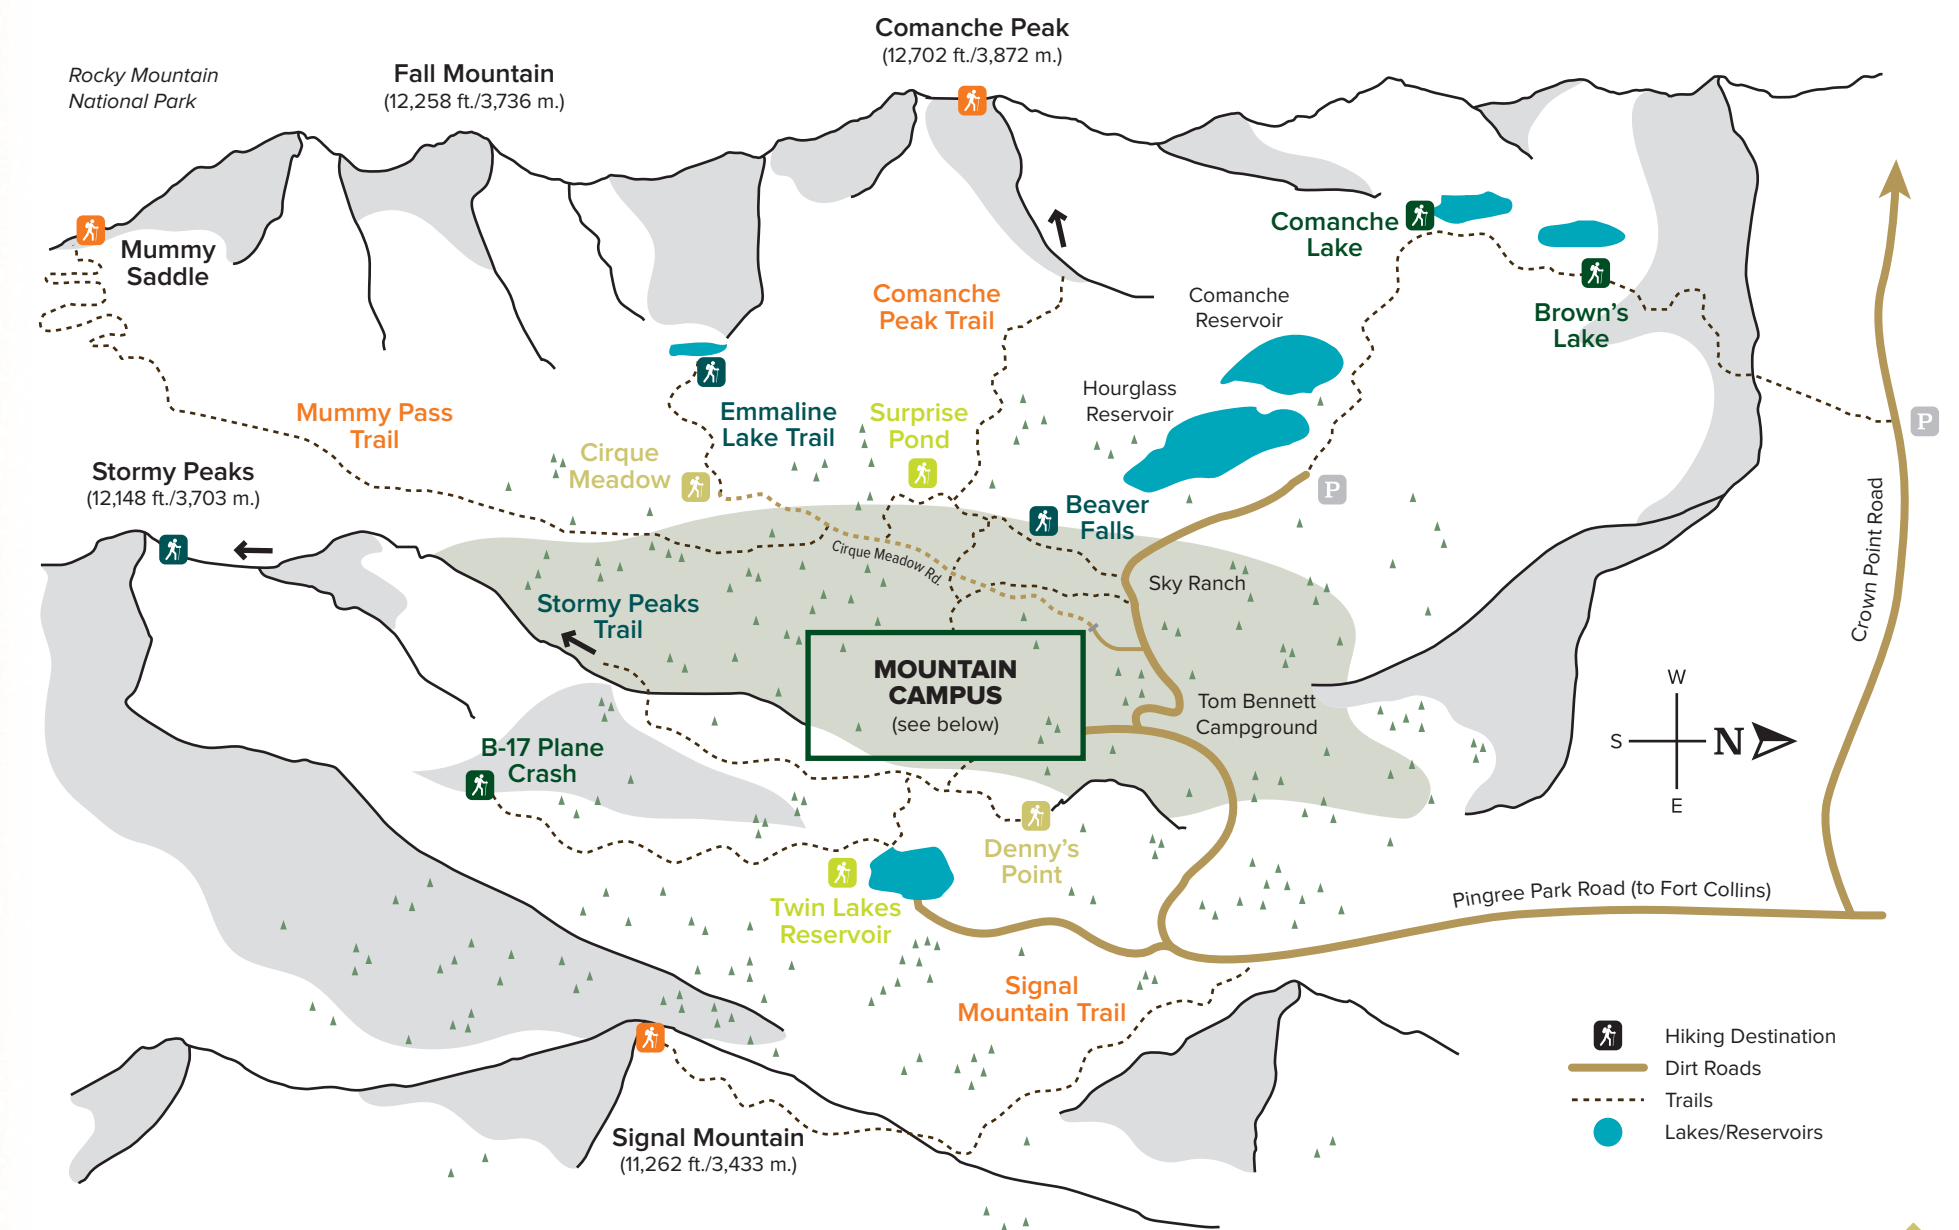 Comanche Peak
(12,702 ft./3,872 m.)
Rocky Mountain
National Park
Fall Mountain
(12,258 ft./3,736 m.)
Mummy
Saddle
Comanche
Lake
Comanche
Peak Trail
Comanche
Reservoir
Brown's
Lake
Hourglass
Reservoir
Mummy Pass
Trail
Emmaline
Lake Trail
Surprise
Pond
P
Cirque
Meadow
Stormy Peaks
(12,148 ft./3,703 m.)
P
Beaver
Falls
Crown Point Road
Cirque Meadow Rd.
Sky Ranch
Stormy Peaks
Trail
MOUNTAIN
CAMPUS
(see below)
Tom Bennett
Campground
W
S
N
E
B-17 Plane
Crash
Denny's
Point
Pingree Park Road (to Fort Collins)
Twin Lakes
Reservoir
Signal
Mountain Trail
Signal Mountain
(11,262 ft./3,433 m.)
Hiking Destination
Dirt Roads
Trails
Lakes/Reservoirs